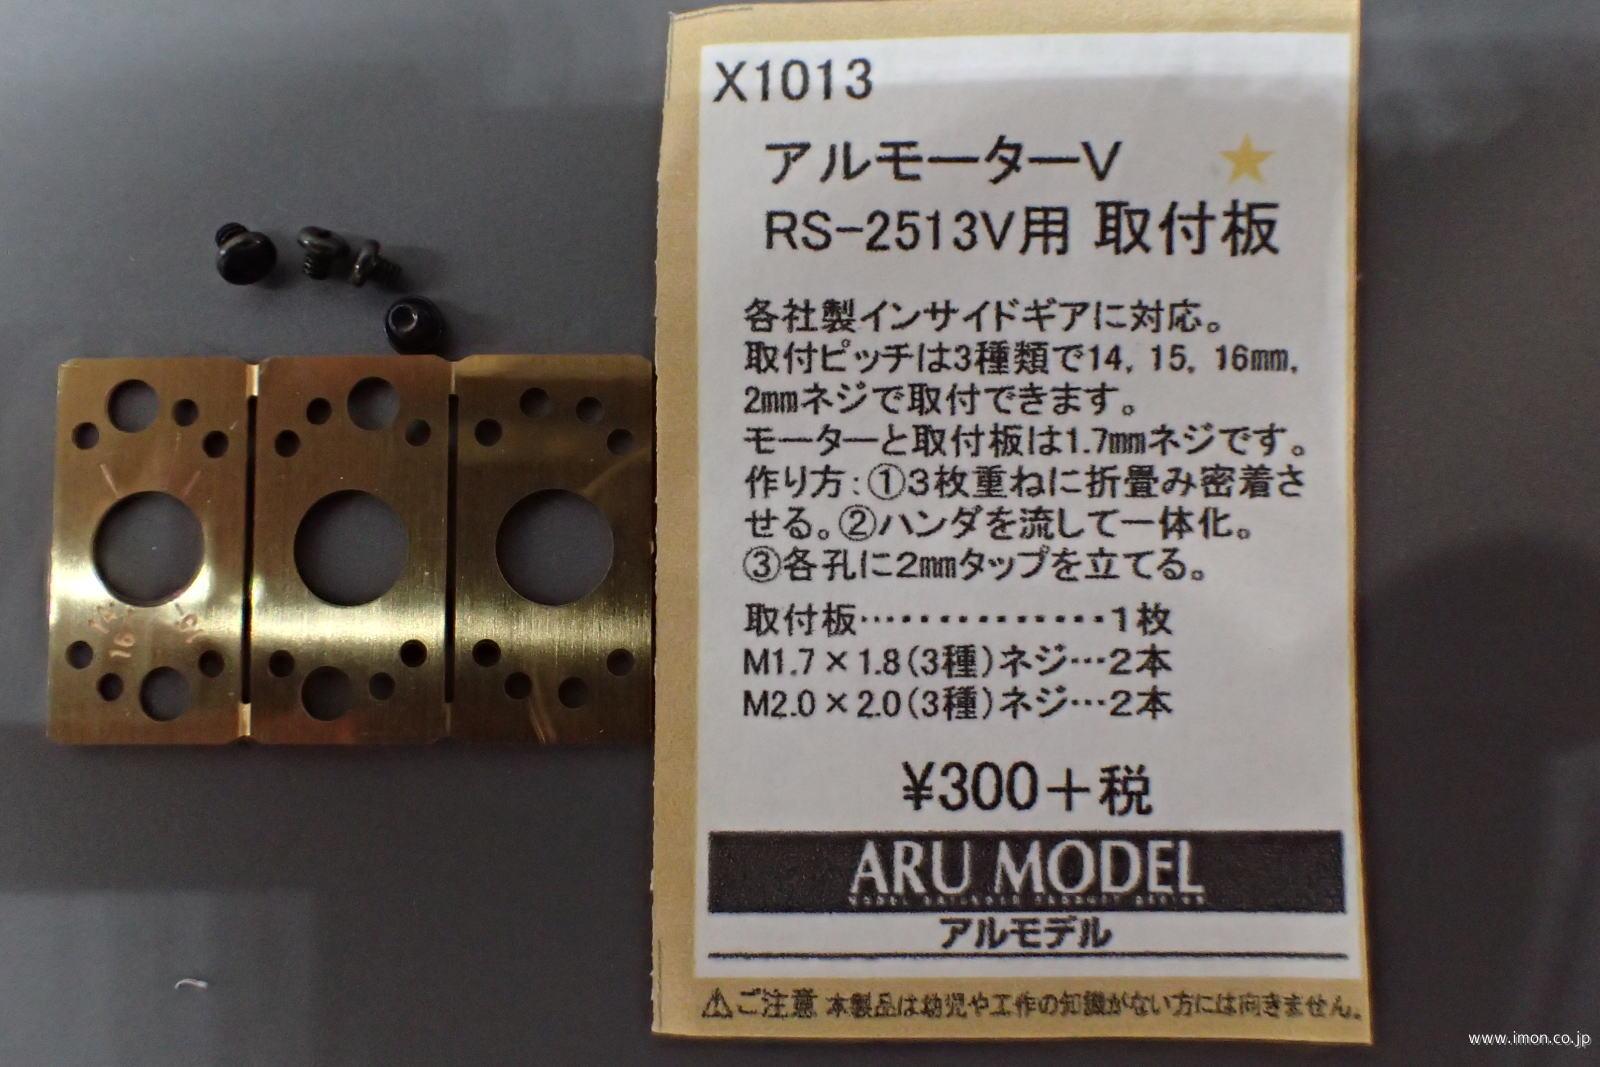 X1013
アルモーターV
RS-2513V用 取付板
各社製インサイドギアに対応。
取付ピッチは3種類で14, 15, 16mm,
2mmネジで取付できます。
モーターと取付板は1.7mmネジです。
作り方:①3枚重ねに折畳み密着さ
せる。②ハンダを流して一体化。
③各孔に2mmタップを立てる。
取付板……………1枚
M1.7×1.8(3種)ネジ…2本
M2.0×2.0(3種)ネジ…2本
¥300+税
ARU MODEL
アルモデル
⚠ご注意 本製品は幼児や工作の知識がない方には向きません。
14
16
www.imon.co.jp